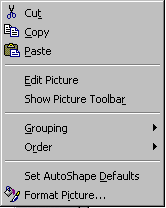 Cut
Copy
Paste
Edit Picture
Show Picture Toolbar
Grouping
Order
Set AutoShape Defaults
Format Picture...